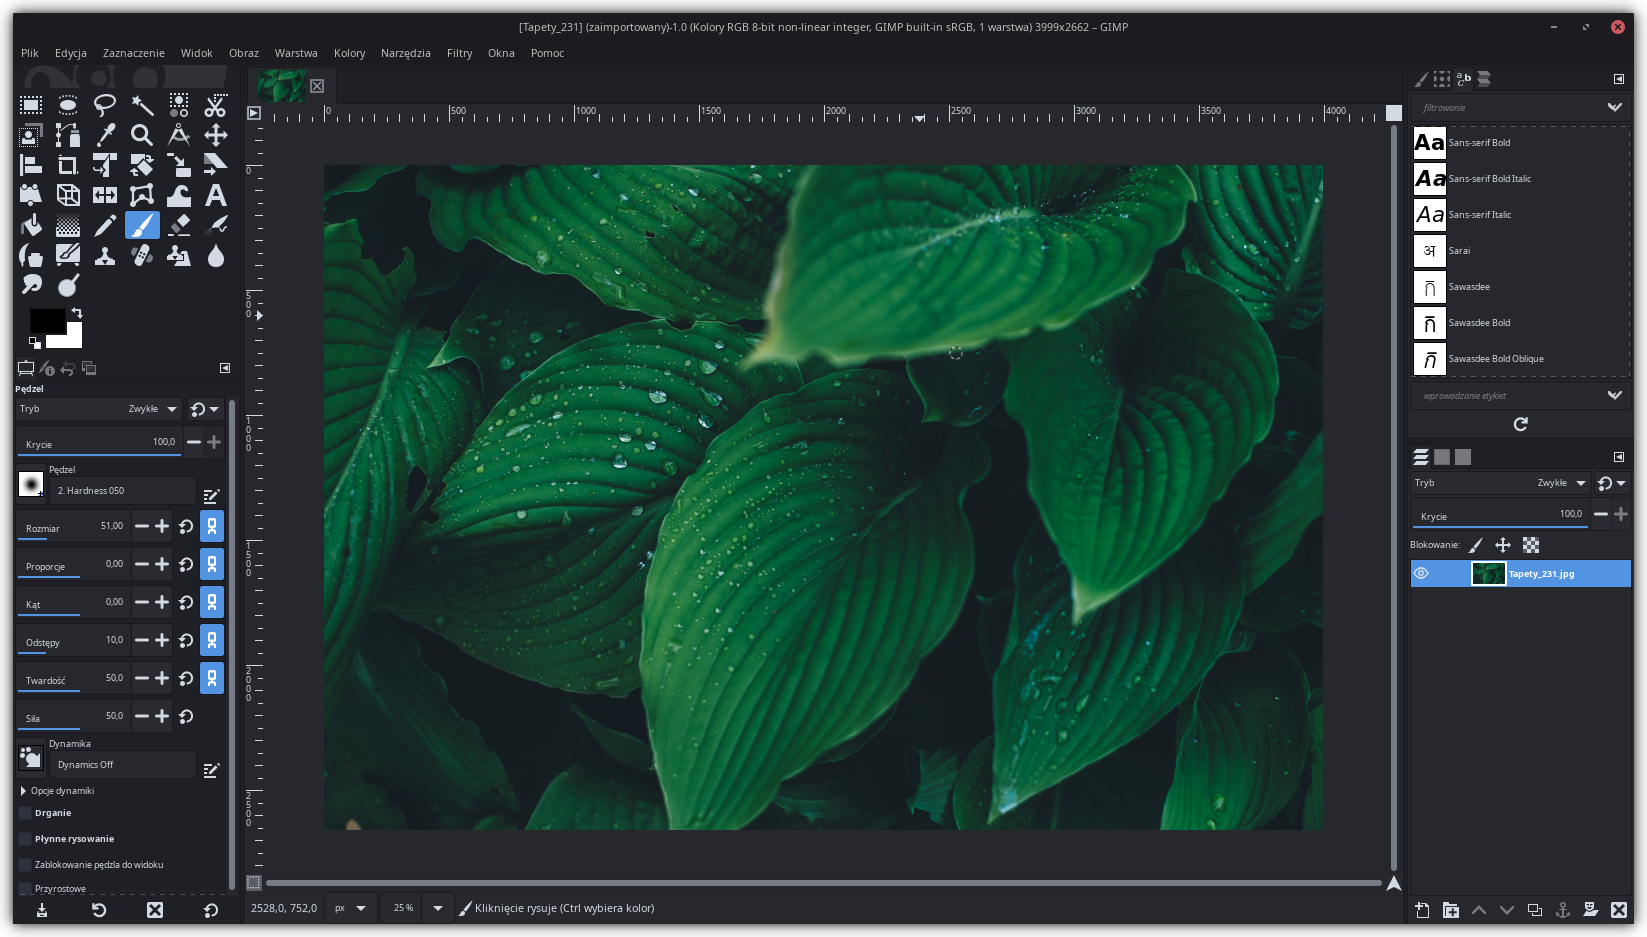 [Tapety_231] (zaimportowany)-1.0 (Kolory RGB 8-bit non-linear integer, GIMP built-in sRGB, 1 warstwa) 3999x2662 – GIMP
Plik Edycja Zaznaczenie Widok Obraz Warstwa Kolory Narzędzia Filtry Okna Pomoc
0 500 1000 1500 2000 2500 3000 3500 4000
0
500
1000
1500
2000
2500
Pędzel
Tryb Zwykłe
Krycie 100,0
Pędzel
2. Hardness 050
Rozmiar 51,00
Proporcje 0,00
Kąt 0,00
Odstępy 10,0
Twardość 50,0
Siła 50,0
Dynamika
Dynamics Off
Opcje dynamiki
Drganie
Płynne rysowanie
Zablokowanie pędzla do widoku
Przyrostowe
2528,0, 752,0 px 25 % Kliknięcie rysuje (Ctrl wybiera kolor)
filtrowanie
Aa Sans-serif Bold
Aa Sans-serif Bold Italic
Aa Sans-serif Italic
अ Sarai
กิ Sawasdee
กิ Sawasdee Bold
กิ Sawasdee Bold Oblique
wprowadzanie etykiet
Tryb Zwykłe
Krycie 100,0
Blokowanie:
Tapety_231.jpg